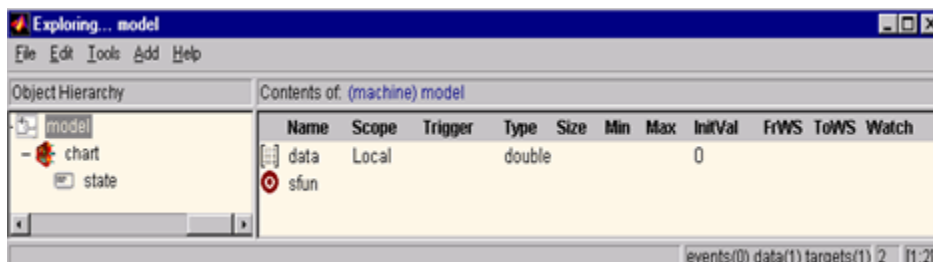 Exploring... model
File Edit Tools Add Help
Object Hierarchy
Contents of: (machine) model
model
chart
state
Name Scope Trigger Type Size Min Max InitVal FrWS ToWS Watch
data Local double 0
sfun
events(0) data(1) targets(1) 2